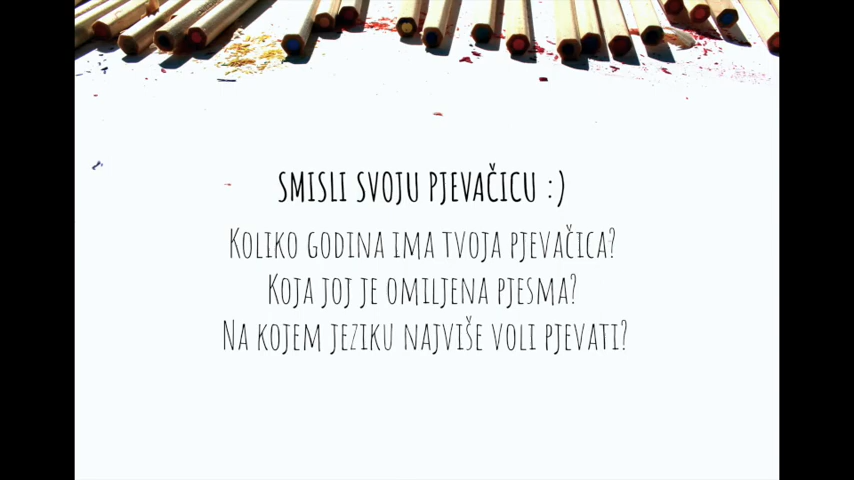 SMISLI SVOJU PJEVAČICU :)
KOLIKO GODINA IMA TVOJA PJEVAČICA?
KOJA JOJ JE OMILJENA PJESMA?
NA KOJEM JEZIKU NAJVIŠE VOLI PJEVATI?